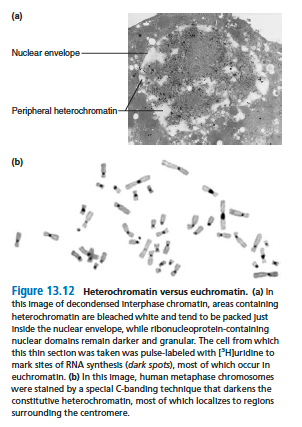 (a)
Nuclear envelope
Peripheral heterochromatin
(b)
Figure 13.12 Heterochromatin versus euchromatin. (a) In
this image of decondensed interphase chromatin, areas containing
heterochromatin are bleached white and tend to be packed just
inside the nuclear envelope, while ribonucleoprotein-containing
nuclear domains remain darker and granular. The cell from which
this thin section was taken was pulse-labeled with [³H]uridine to
mark sites of RNA synthesis (dark spots), most of which occur in
euchromatin. (b) In this image, human metaphase chromosomes
were stained by a special C-banding technique that darkens the
constitutive heterochromatin, most of which localizes to regions
surrounding the centromere.